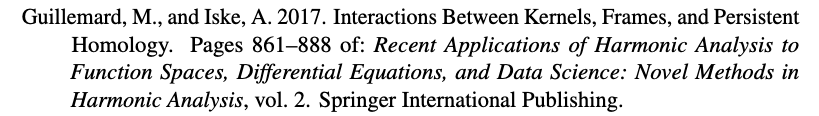 Guillemard, M., and Iske, A. 2017. Interactions Between Kernels, Frames, and Persistent
Homology. Pages 861–888 of: Recent Applications of Harmonic Analysis to
Function Spaces, Differential Equations, and Data Science: Novel Methods in
Harmonic Analysis, vol. 2. Springer International Publishing.